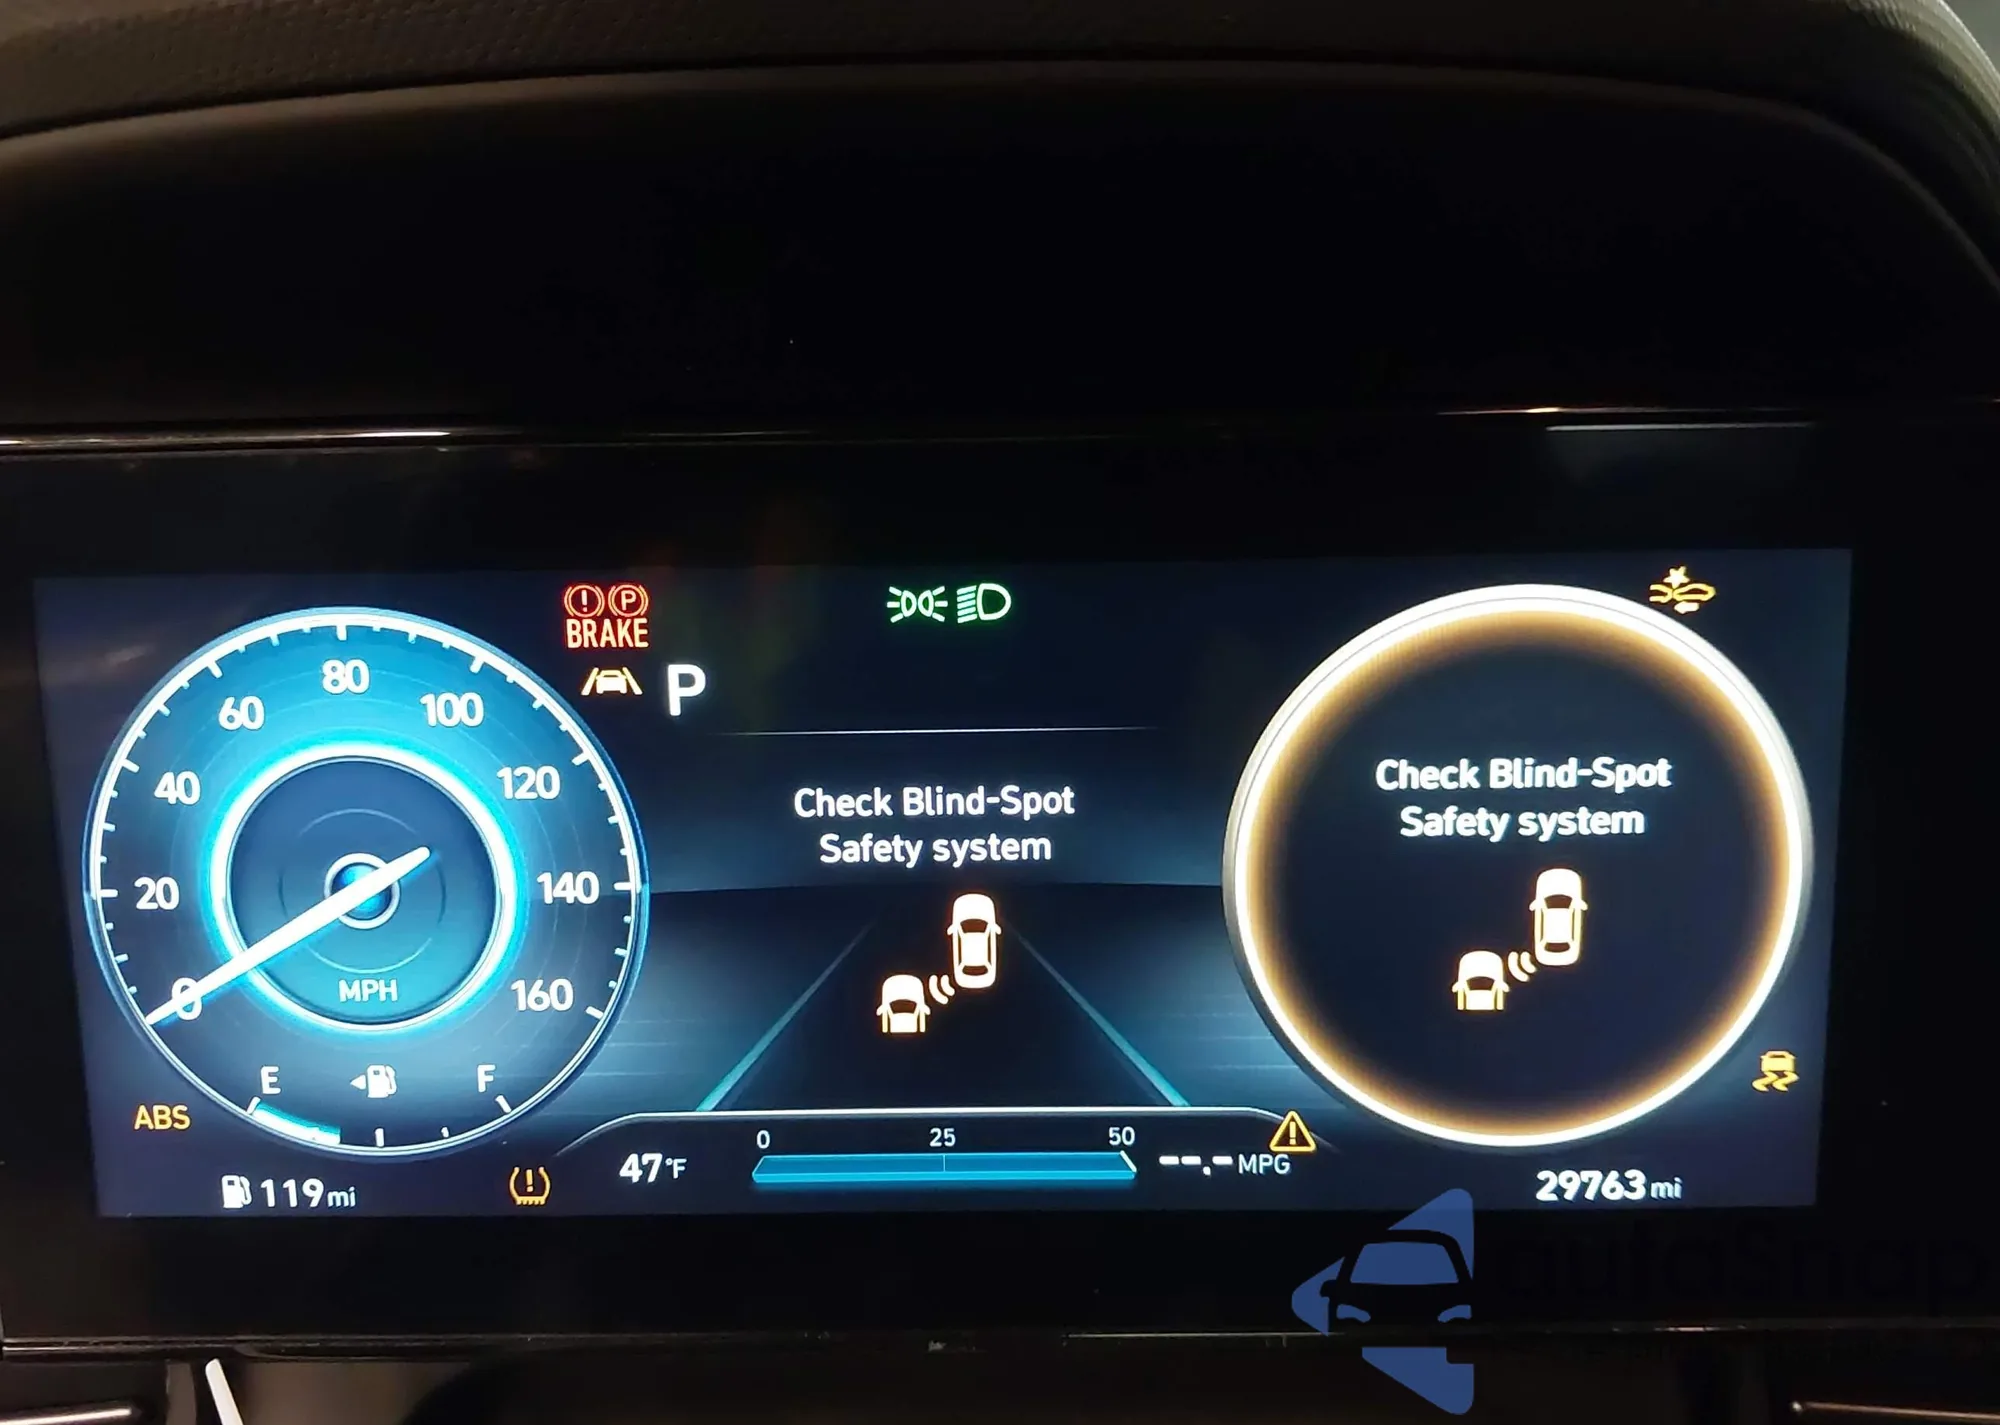 ! P
BRAKE
P
80
60
100
40
120
20
140
0
160
MPH
E F
ABS
119mi
!
Check Blind-Spot
Safety system
0 25 50
47°F
--.-MPG
!
Check Blind-Spot
Safety system
29763mi
autoShop